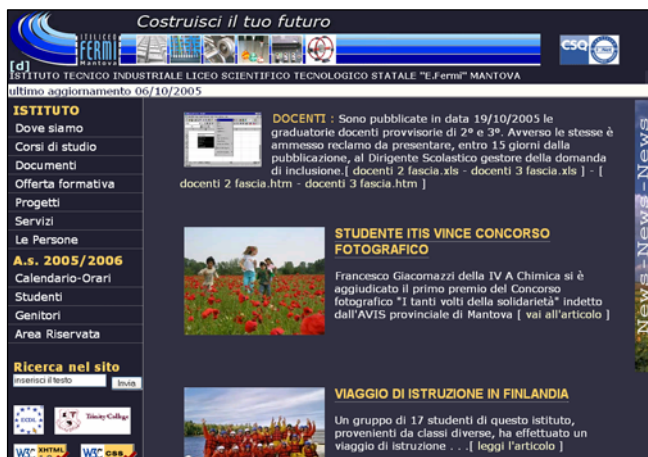 Costruisci il tuo futuro
ITIS LICEO
FERMI
Mantova
CSQ
[d]
ISTITUTO TECNICO INDUSTRIALE LICEO SCIENTIFICO TECNOLOGICO STATALE "E.Fermi" MANTOVA
ultimo aggiornamento 06/10/2005
ISTITUTO
Dove siamo
Corsi di studio
Documenti
Offerta formativa
Progetti
Servizi
Le Persone
A.s. 2005/2006
Calendario-Orari
Studenti
Genitori
Area Riservata
Ricerca nel sito
inserisci il testo
Invia
ECDL
Trinity College
W3C XHTML
W3C css
DOCENTI : Sono pubblicate in data 19/10/2005 le
graduatorie docenti provvisorie di 2º e 3º. Avverso le stesse è
ammesso reclamo da presentare, entro 15 giorni dalla
pubblicazione, al Dirigente Scolastico gestore della domanda
di inclusione.[ docenti 2 fascia.xls - docenti 3 fascia.xls ] - [
docenti 2 fascia.htm - docenti 3 fascia.htm ]
STUDENTE ITIS VINCE CONCORSO
FOTOGRAFICO
Francesco Giacomazzi della IV A Chimica si è
aggiudicato il primo premio del Concorso
fotografico "I tanti volti della solidarietà" indetto
dall'AVIS provinciale di Mantova [ vai all'articolo ]
VIAGGIO DI ISTRUZIONE IN FINLANDIA
Un gruppo di 17 studenti di questo istituto,
provenienti da classi diverse, ha effettuato un
viaggio di istruzione . . .[ leggi l'articolo ]
News-News-News